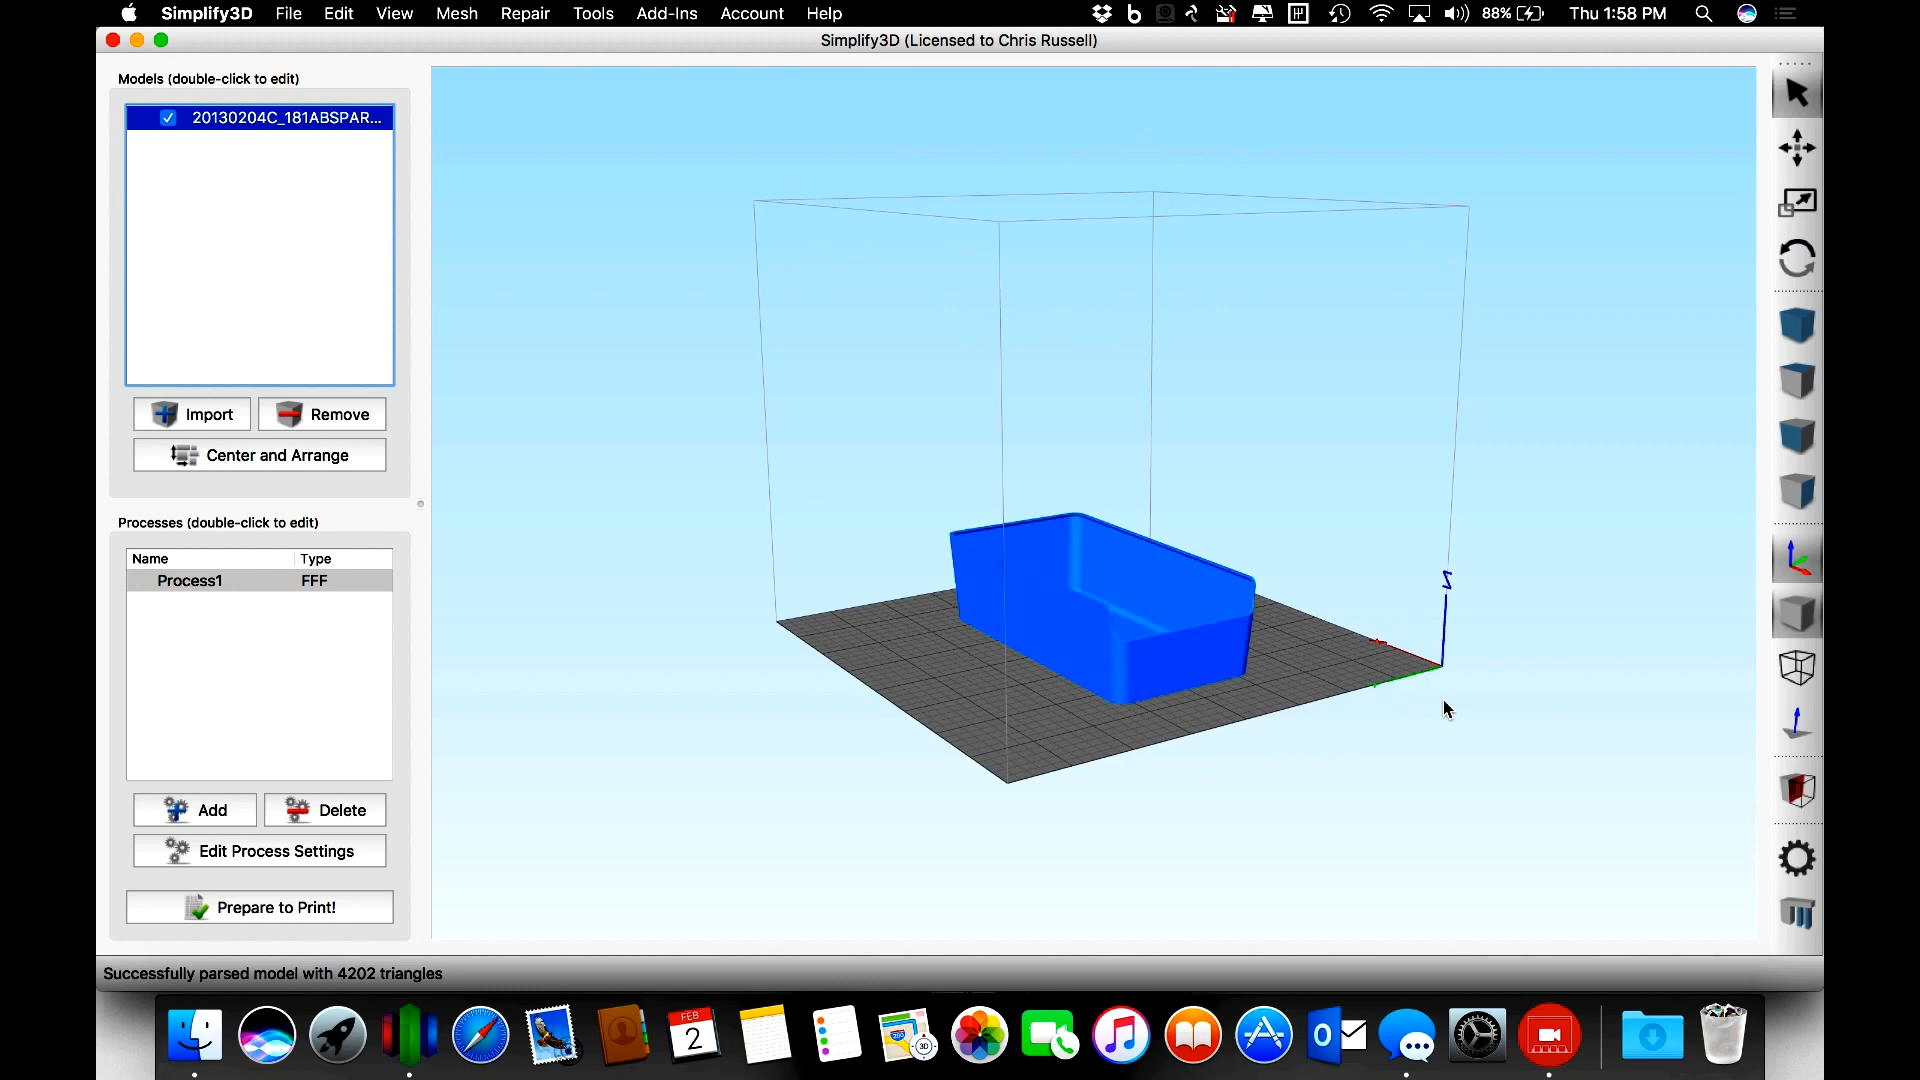 Simplify3D File Edit View Mesh Repair Tools Add-Ins Account Help 88% Thu 1:58 PM
Simplify3D (Licensed to Chris Russell)
Models (double-click to edit)
20130204C_181ABSPAR...
Import Remove
Center and Arrange
Processes (double-click to edit)
Name Type
Process1 FFF
Add Delete
Edit Process Settings
Prepare to Print!
Z
Successfully parsed model with 4202 triangles
FEB
2
3D